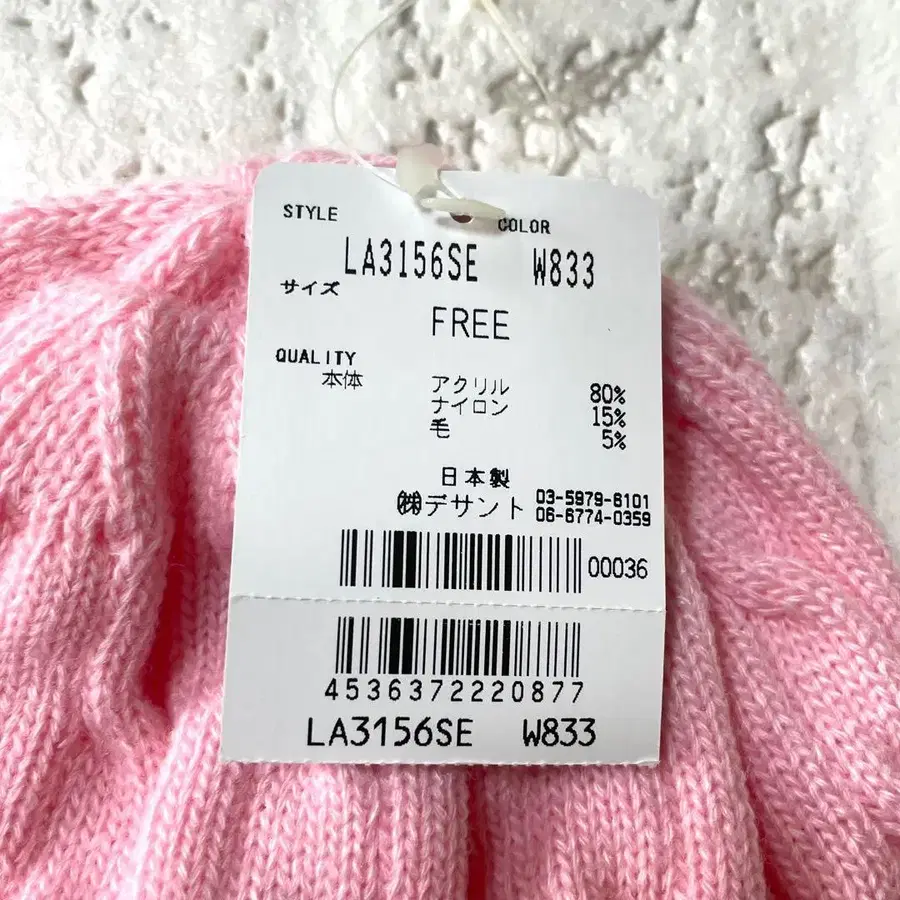 STYLE COLOR
LA3156SE W833
サイズ
FREE
QUALITY
本体 アクリル 80%
ナイロン 15%
毛 5%
日本製
㈱デサント 03-5979-6101
06-6774-0359
00036
4536372220877
LA3156SE W833